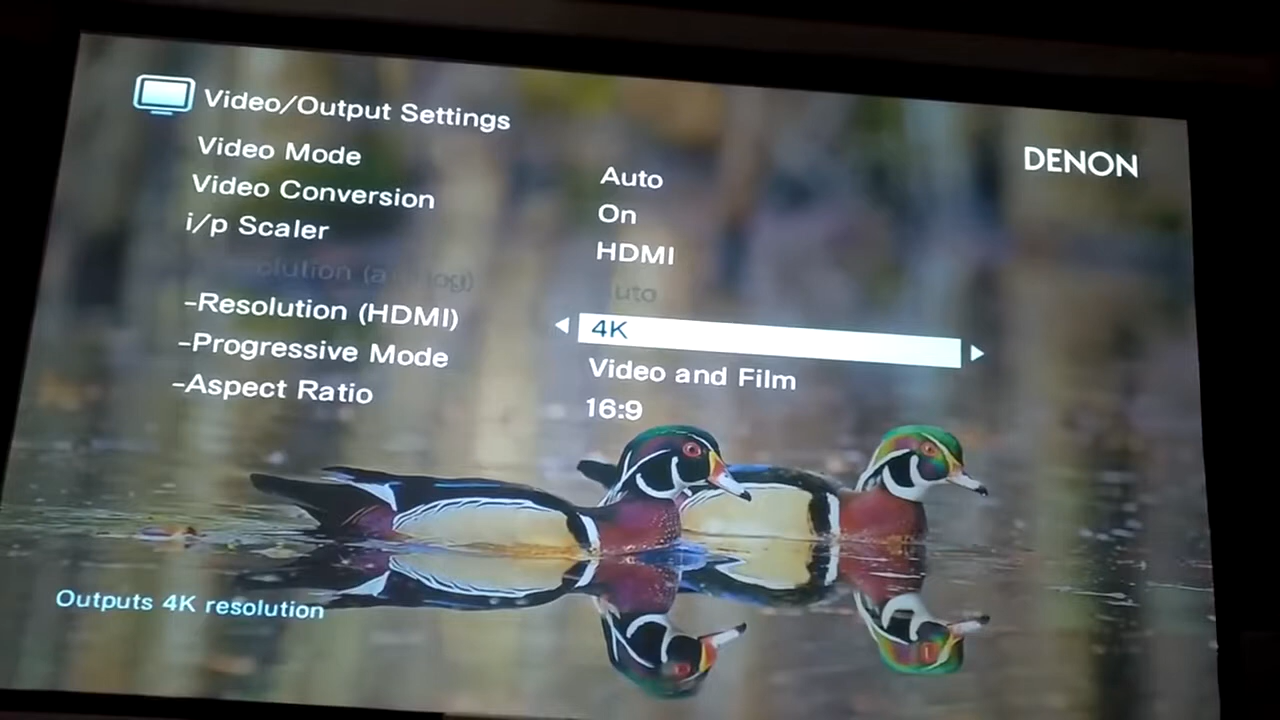 Video/Output Settings
DENON
Video Mode Auto
Video Conversion On
i/p Scaler HDMI
-Resolution (HDMI) 4K
-Progressive Mode Video and Film
-Aspect Ratio 16:9
Outputs 4K resolution